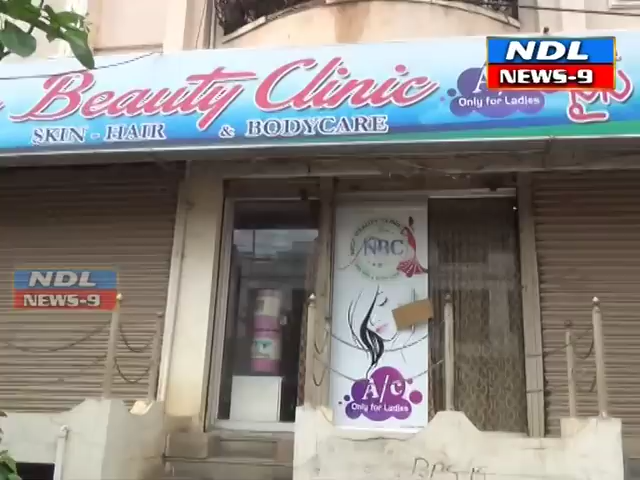 NDL
NEWS-9
Beauty Clinic
Only for Ladies
SKIN - HAIR & BODYCARE
NBC
NDL
NEWS-9
A/C
Only for Ladies